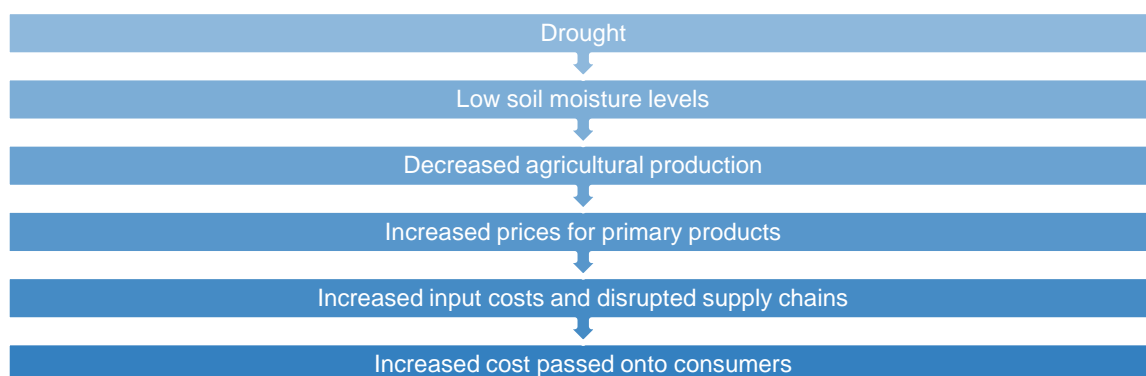 Drought
Low soil moisture levels
Decreased agricultural production
Increased prices for primary products
Increased input costs and disrupted supply chains
Increased cost passed onto consumers